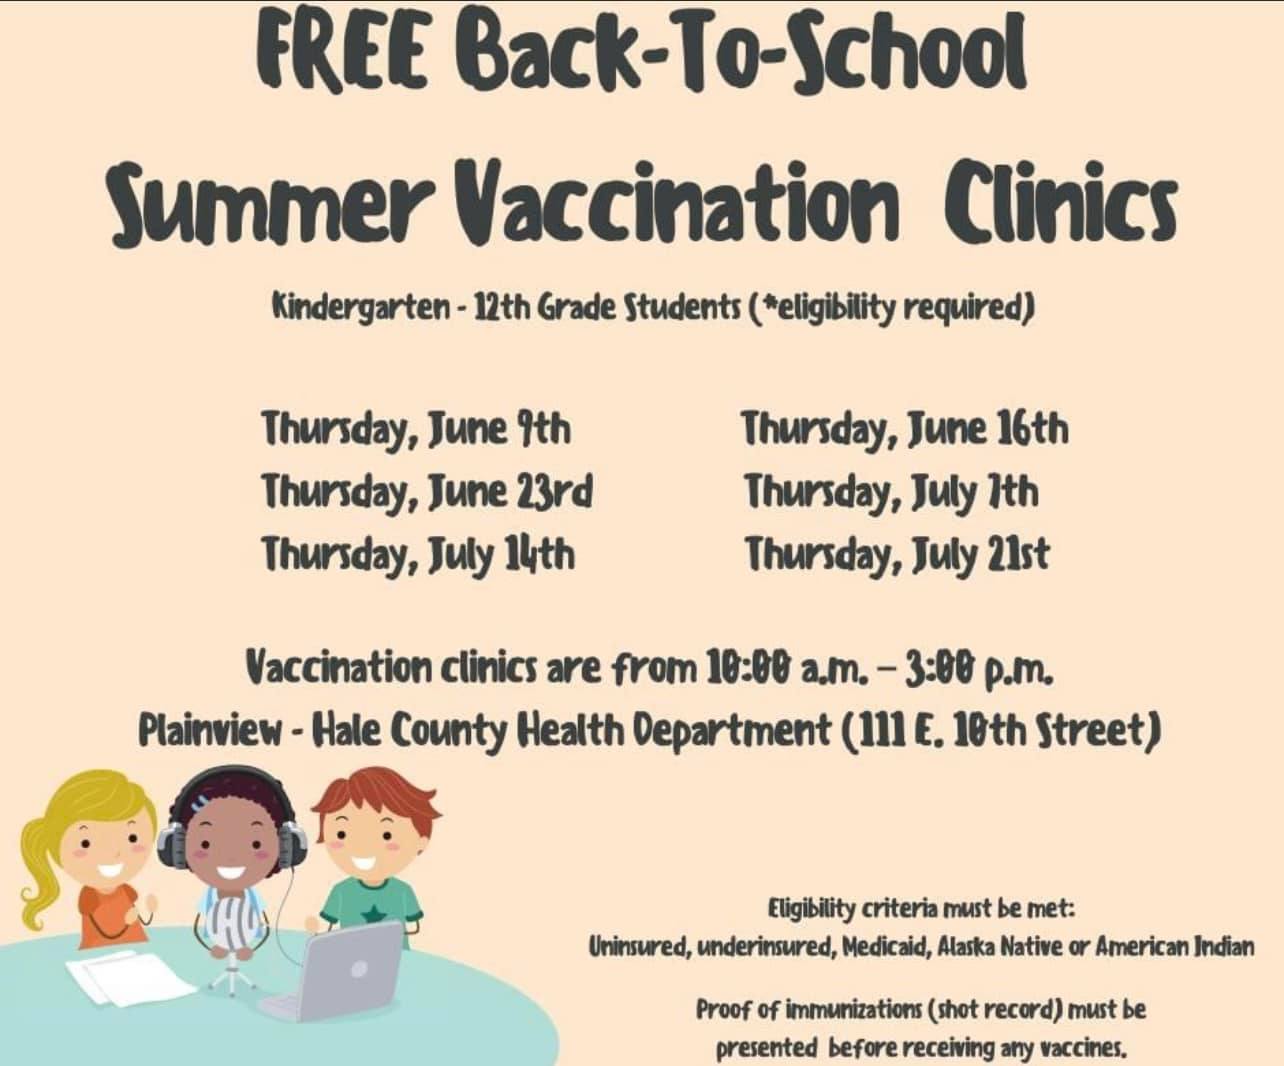 FREE Back-To-School
Summer Vaccination Clinics
Kindergarten - 12th Grade Students (*eligibility required)
Thursday, June 9th
Thursday, June 16th
Thursday, June 23rd
Thursday, July 7th
Thursday, July 14th
Thursday, July 21st
Vaccination clinics are from 10:00 a.m. – 3:00 p.m.
Plainview - Hale County Health Department (111 E. 10th Street)
Eligibility criteria must be met:
Uninsured, underinsured, Medicaid, Alaska Native or American Indian
Proof of immunizations (shot record) must be
presented before receiving any vaccines.